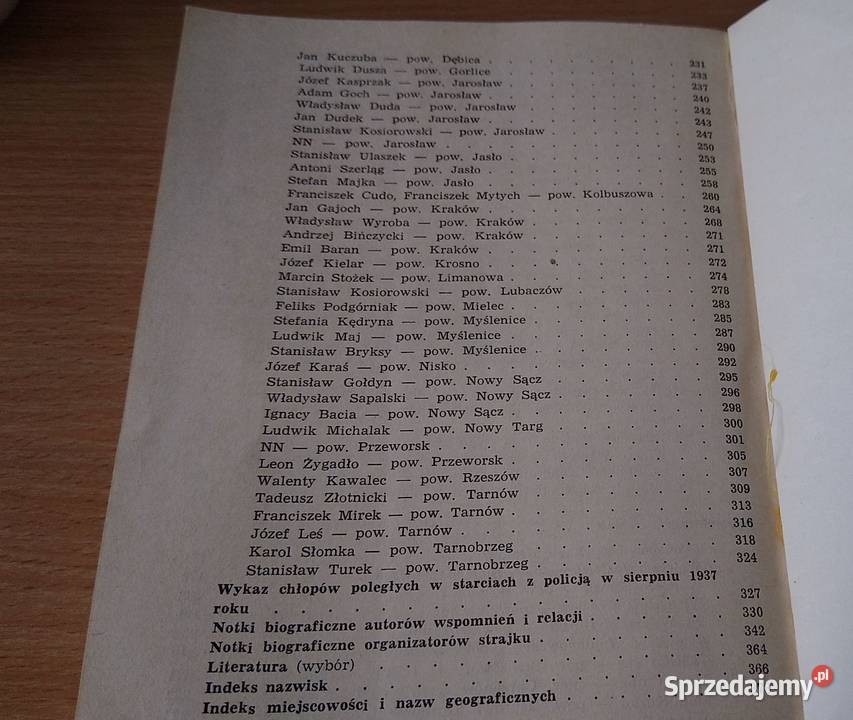 Jan Kuczuba — pow. Dębica . . . . . . . . 231
Ludwik Dusza — pow. Gorlice . . . . . . . . 233
Józef Kasprzak — pow. Jarosław . . . . . . . . 237
Adam Goch — pow. Jarosław . . . . . . . . 240
Władysław Duda — pow. Jarosław . . . . . . . 242
Jan Dudek — pow. Jarosław . . . . . . . . 243
Stanisław Kosiorowski — pow. Jarosław . . . . . . 247
NN — pow. Jarosław . . . . . . . . . 250
Stanisław Ulaszek — pow. Jasło . . . . . . . . 253
Antoni Szerląg — pow. Jasło . . . . . . . . 255
Stefan Majka — pow. Jasło . . . . . . . . 258
Franciszek Cudo, Franciszek Mytych — pow. Kolbuszowa . . 260
Jan Gajoch — pow. Kraków . . . . . . . . 264
Władysław Wyroba — pow. Kraków . . . . . . . 268
Andrzej Bińczycki — pow. Kraków . . . . . . . 271
Emil Baran — pow. Kraków . . . . . . . . 271
Józef Kielar — pow. Krosno . . . . . . . . 272
Marcin Stożek — pow. Limanowa . . . . . . . 274
Stanisław Kosiorowski — pow. Lubaczów . . . . . . 278
Feliks Podgórniak — pow. Mielec . . . . . . . . 283
Stefania Kędryna — pow. Myślenice . . . . . . . 285
Ludwik Maj — pow. Myślenice . . . . . . . . 287
Stanisław Bryksy — pow. Myślenice . . . . . . . 290
Józef Karaś — pow. Nisko . . . . . . . . . 292
Stanisław Gołdyn — pow. Nowy Sącz . . . . . . 295
Władysław Sapalski — pow. Nowy Sącz . . . . . . 296
Ignacy Bacia — pow. Nowy Sącz . . . . . . . 298
Ludwik Michalak — pow. Nowy Targ . . . . . . 300
NN — pow. Przeworsk . . . . . . . . . 301
Leon Żygadło — pow. Przeworsk . . . . . . . 305
Walenty Kawalec — pow. Rzeszów . . . . . . . 307
Tadeusz Złotnicki — pow. Tarnów . . . . . . . 309
Franciszek Mirek — pow. Tarnów . . . . . . . 313
Józef Leś — pow. Tarnów . . . . . . . . . 316
Karol Słomka — pow. Tarnobrzeg . . . . . . . 318
Stanisław Turek — pow. Tarnobrzeg . . . . . . . 324
Wykaz chłopów poległych w starciach z policją w sierpniu 1937
roku . . . . . . . . . . . . . . . 327
Notki biograficzne autorów wspomnień i relacji . . . . . 330
Notki biograficzne organizatorów strajku . . . . . . . 342
Literatura (wybór) . . . . . . . . . . . . 364
Indeks nazwisk . . . . . . . . . . . . . 366
Indeks miejscowości i nazw geograficznych . . . .
Sprzedajemy.pl